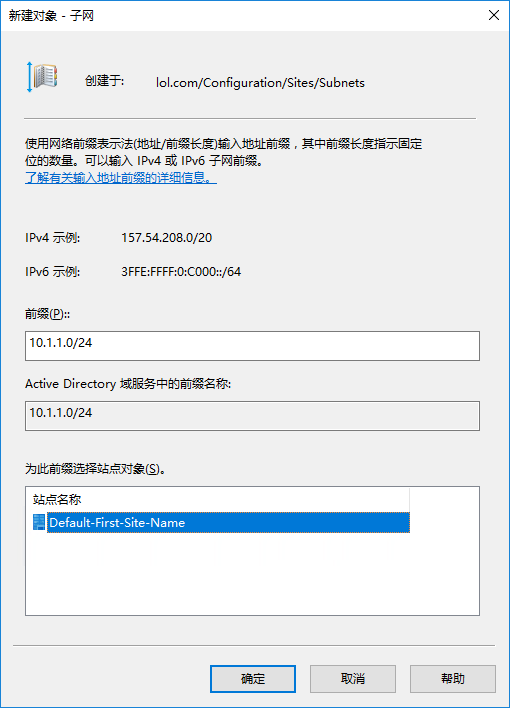 新建对象 - 子网
创建于:
lol.com/Configuration/Sites/Subnets
使用网络前缀表示法(地址/前缀长度)输入地址前缀，其中前缀长度指示固定
位的数量。可以输入 IPv4 或 IPv6 子网前缀。
了解有关输入地址前缀的详细信息。
IPv4 示例:
157.54.208.0/20
IPv6 示例:
3FFE:FFFF:0:C000::/64
前缀(P)::
10.1.1.0/24
Active Directory 域服务中的前缀名称:
10.1.1.0/24
为此前缀选择站点对象(S)。
站点名称
Default-First-Site-Name
确定
取消
帮助